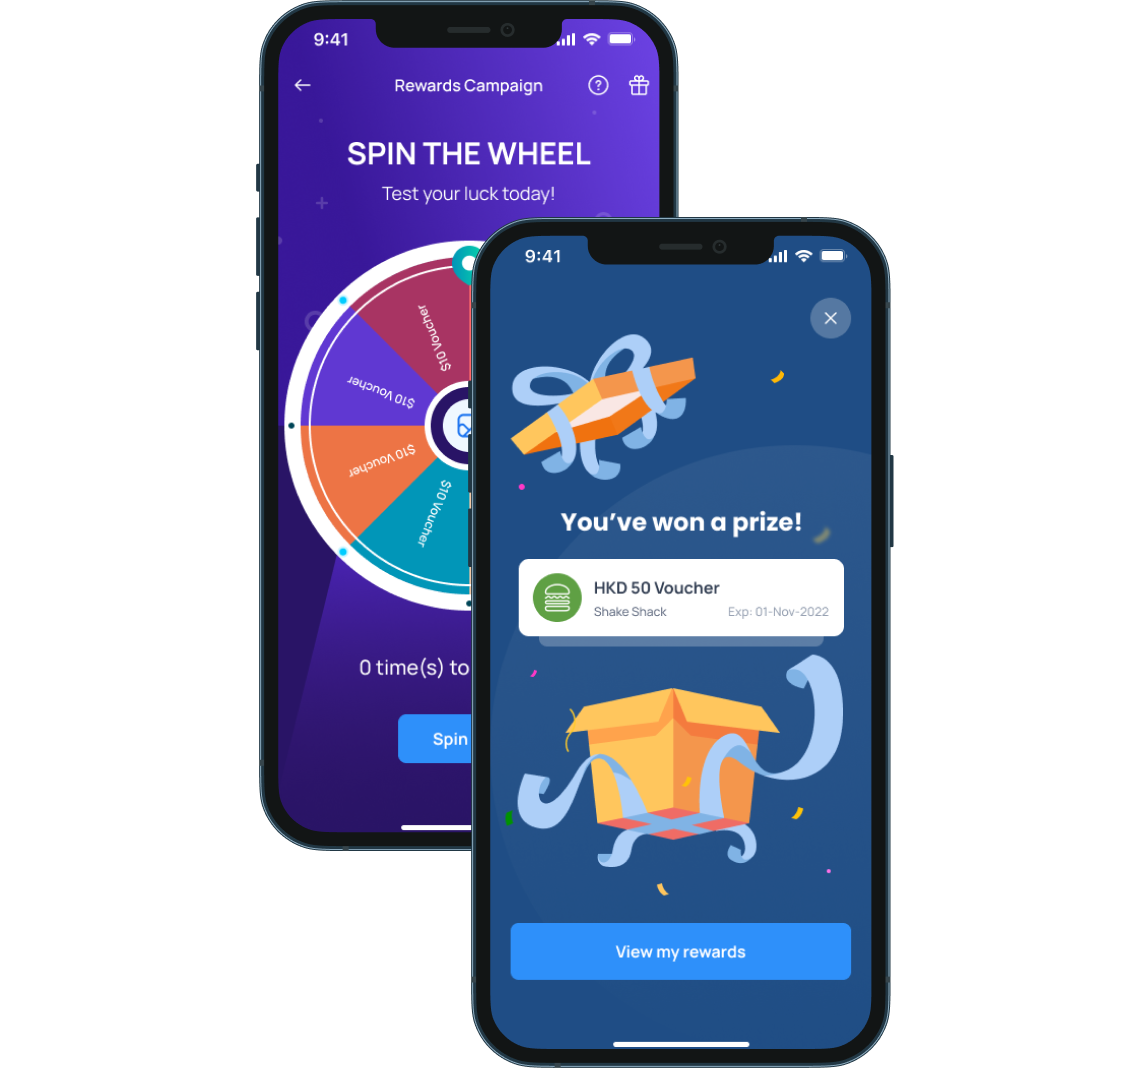 9:41
Rewards Campaign
SPIN THE WHEEL
Test your luck today!
$10 Voucher
$10 Voucher
$10 Voucher
$10 Voucher
0 time(s) to
Spin
9:41
You’ve won a prize!
HKD 50 Voucher
Shake Shack
Exp: 01-Nov-2022
View my rewards